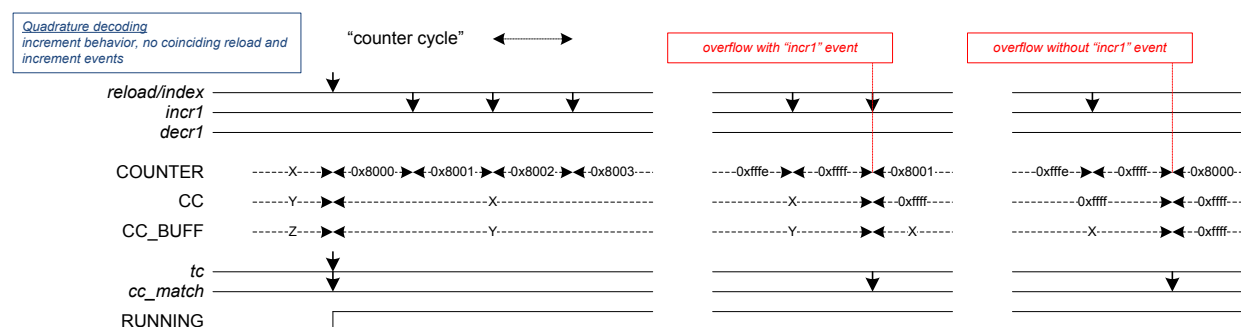 Quadrature decoding
increment behavior, no coinciding reload and
increment events
“counter cycle”
overflow with “incr1” event
overflow without “incr1” event
reload/index
incr1
decr1
COUNTER X 0x8000 0x8001 0x8002 0x8003 0xfffe 0xffff 0x8001 0xfffe 0xffff 0x8000
CC Y X X 0xffff 0xffff 0xffff
CC_BUFF Z Y Y X X 0xffff
tc
cc_match
RUNNING